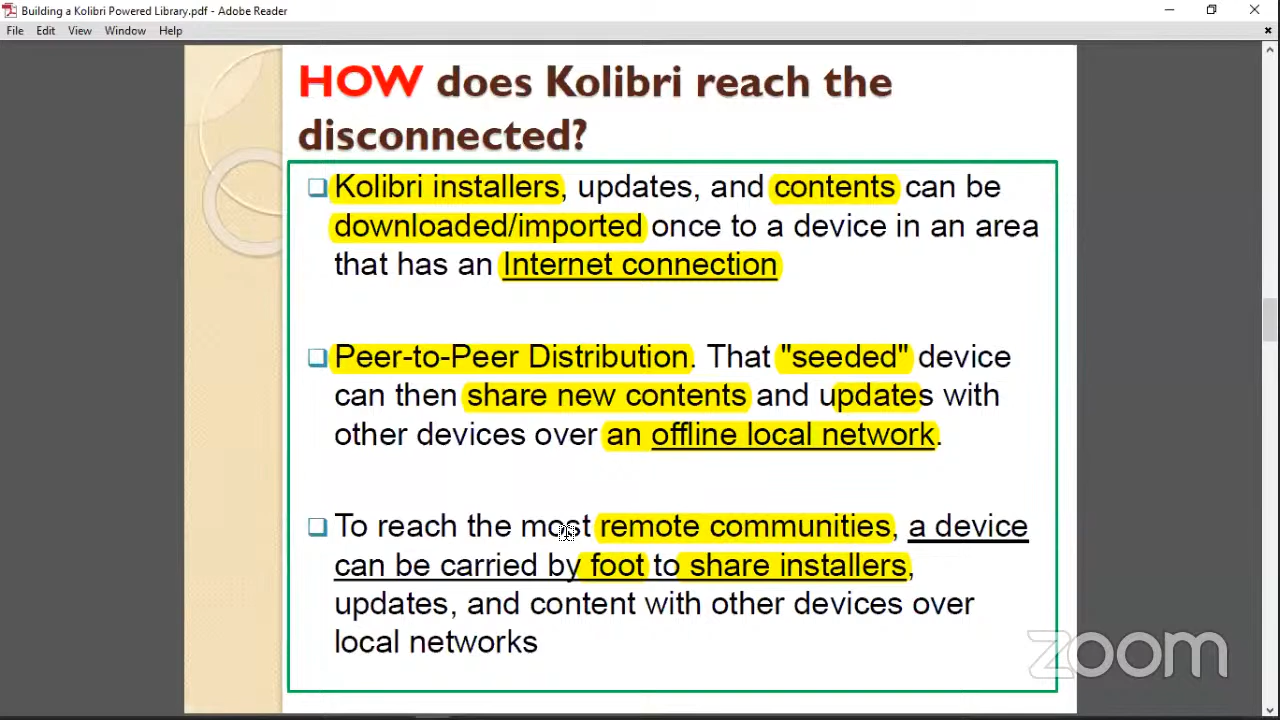 Building a Kolibri Powered Library.pdf - Adobe Reader
File Edit View Window Help
HOW does Kolibri reach the
disconnected?
Kolibri installers, updates, and contents can be
downloaded/imported once to a device in an area
that has an Internet connection
Peer-to-Peer Distribution. That "seeded" device
can then share new contents and updates with
other devices over an offline local network.
To reach the most remote communities, a device
can be carried by foot to share installers,
updates, and content with other devices over
local networks
zoom